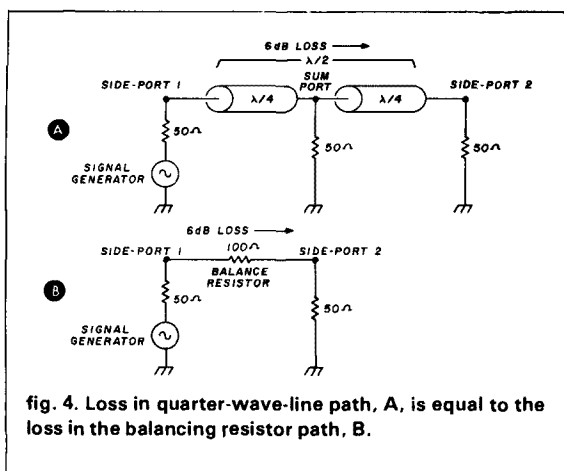 6dB LOSS
λ/2
SIDE-PORT 1
SUM PORT
SIDE-PORT 2
λ/4
λ/4
A
50Ω
50Ω
50Ω
SIGNAL GENERATOR
6dB LOSS
SIDE-PORT 1
100Ω
SIDE-PORT 2
BALANCE RESISTOR
B
50Ω
50Ω
SIGNAL GENERATOR
fig. 4. Loss in quarter-wave-line path, A, is equal to the
loss in the balancing resistor path, B.